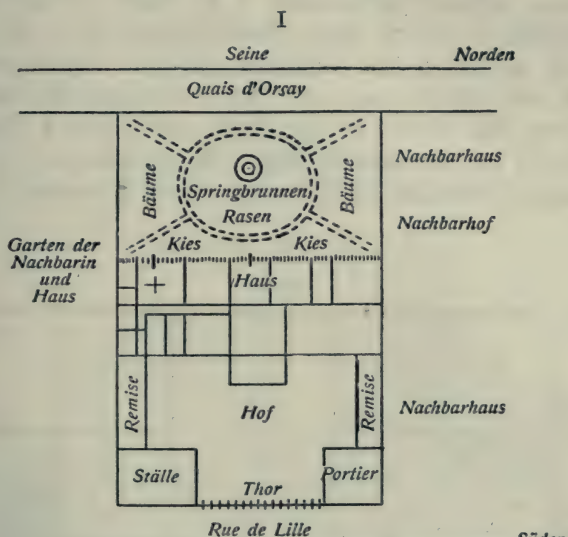 I
Seine Norden
Quais d'Orsay
Nachbarhaus
Bäume
Springbrunnen
Bäume
Rasen
Nachbarhof
Kies Kies
Garten der
Nachbarin
und
Haus
Haus
Remise
Hof
Remise
Nachbarhaus
Ställe
Thor
Portier
Rue de Lille